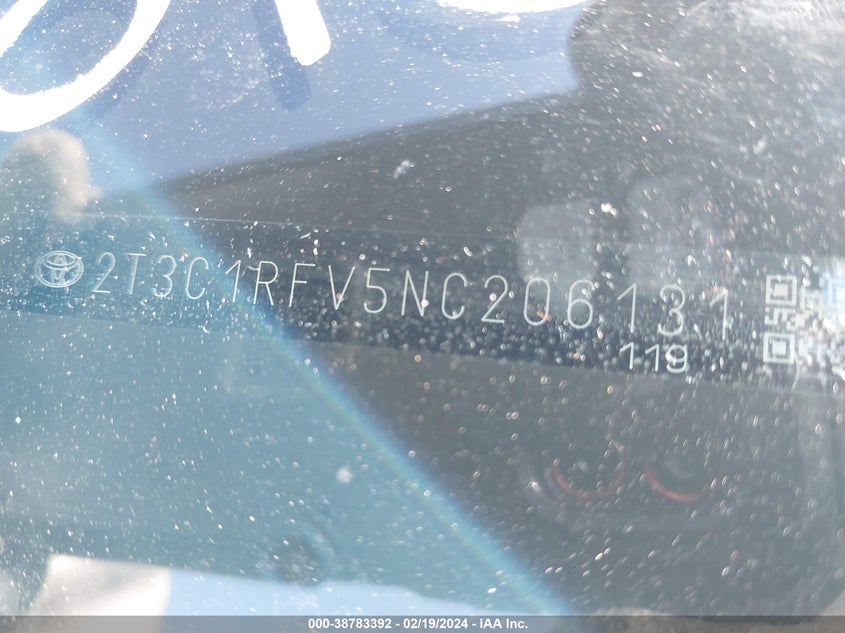 2T3C1RFV5NC206131
119
000-38783392 - 02/19/2024 - IAA Inc.